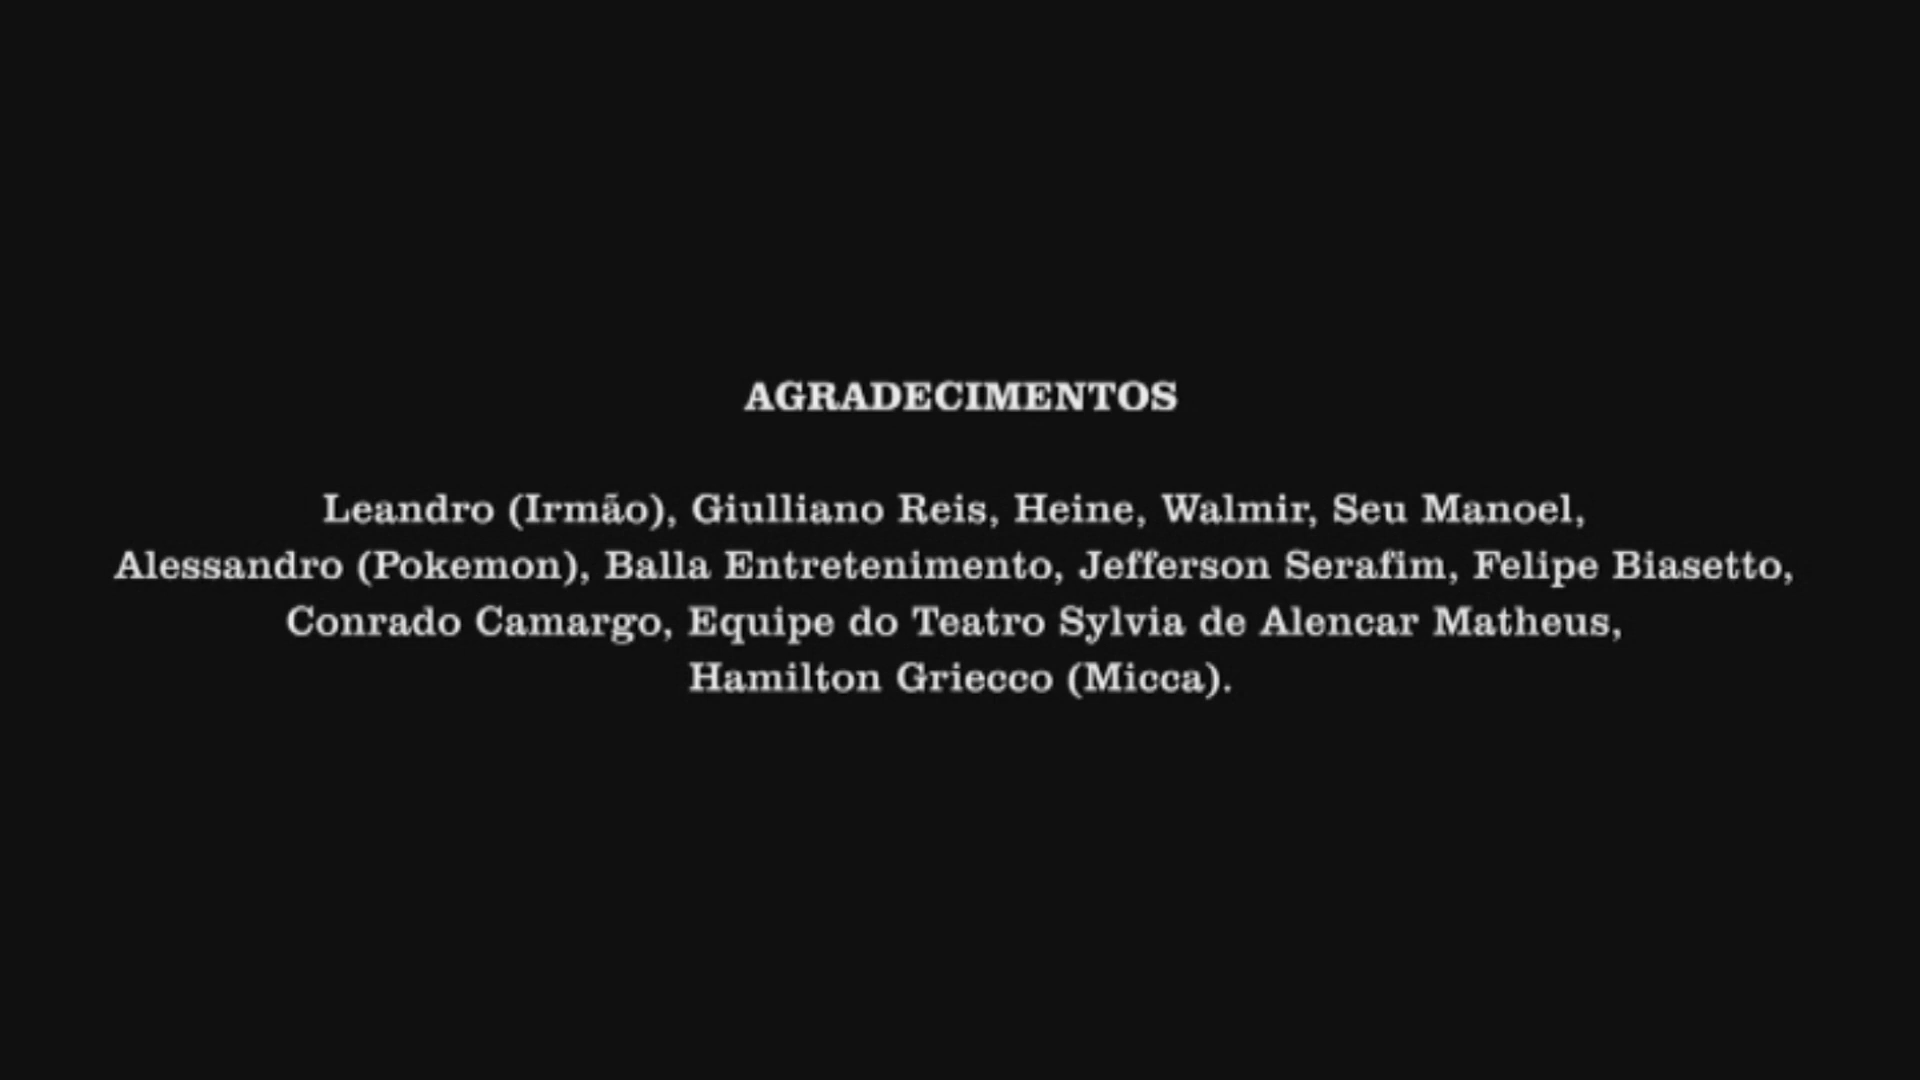 AGRADECIMENTOS
Leandro (Irmão), Giulliano Reis, Heine, Walmir, Seu Manoel,
Alessandro (Pokemon), Balla Entretenimento, Jefferson Serafim, Felipe Biasetto,
Conrado Camargo, Equipe do Teatro Sylvia de Alencar Matheus,
Hamilton Griecco (Micca).